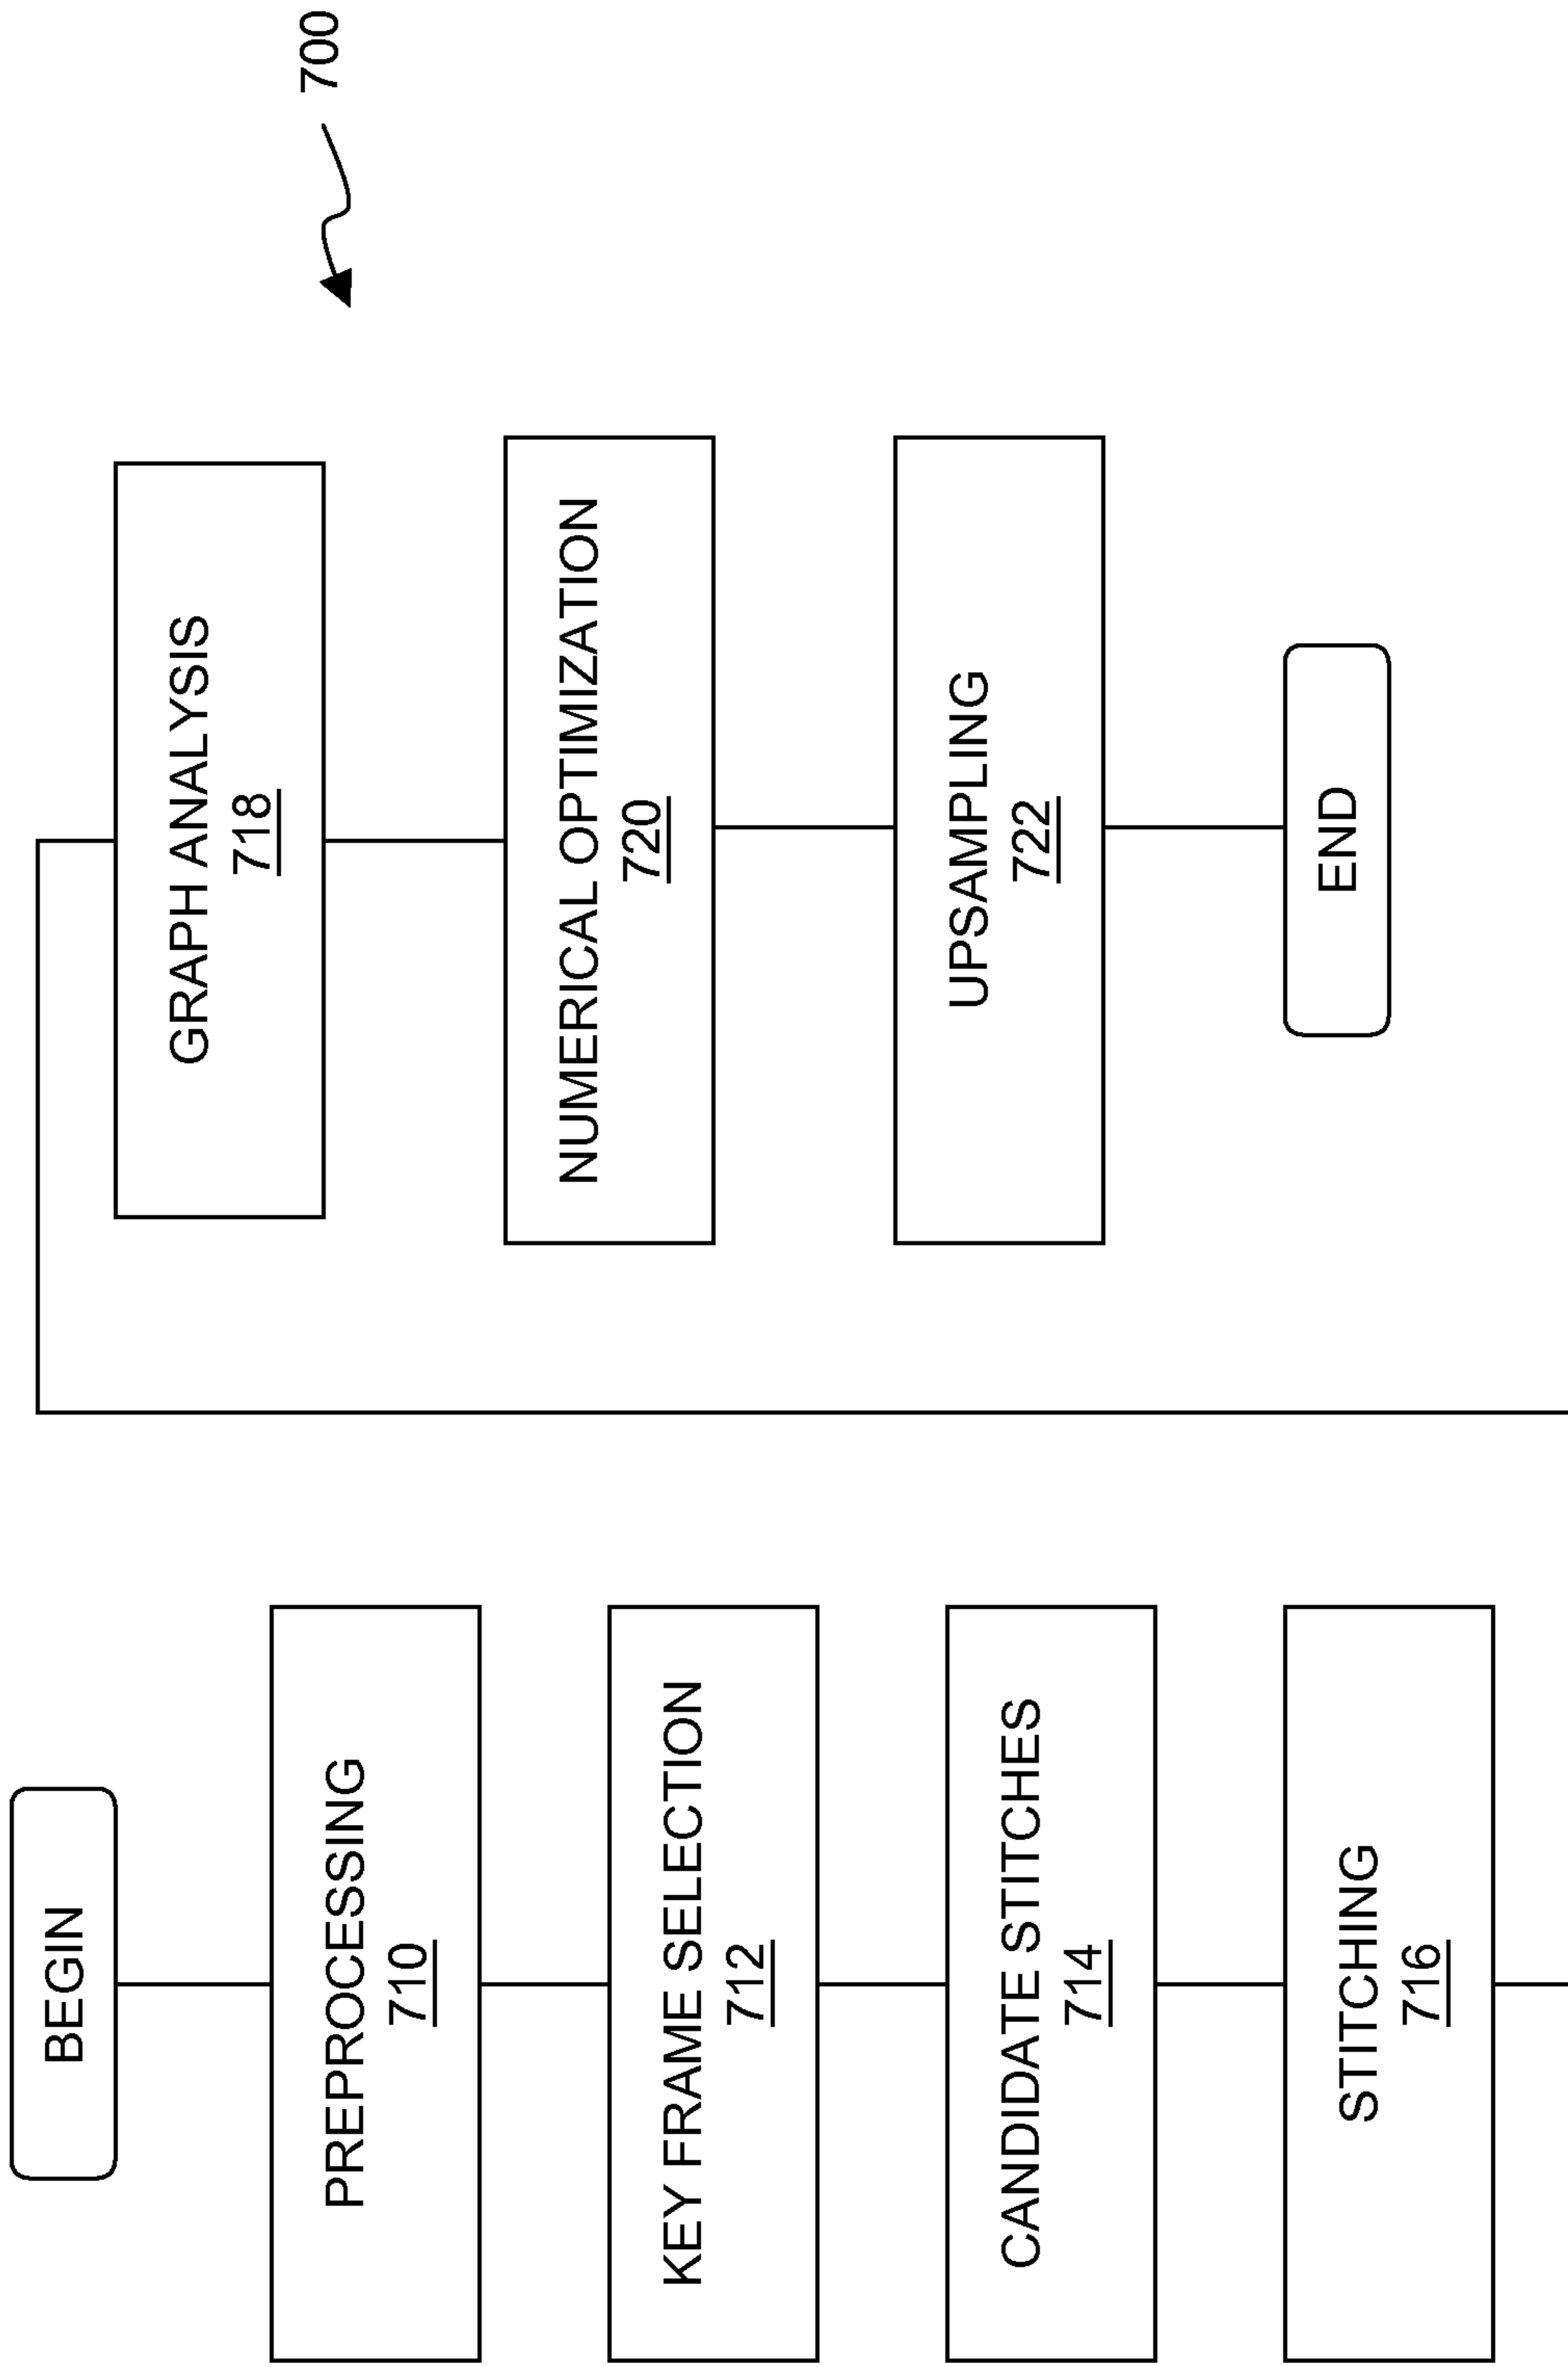 BEGIN
PREPROCESSING
710
KEY FRAME SELECTION
712
CANDIDATE STITCHES
714
STITCHING
716
GRAPH ANALYSIS
718
NUMERICAL OPTIMIZATION
720
UPSAMPLING
722
END
700